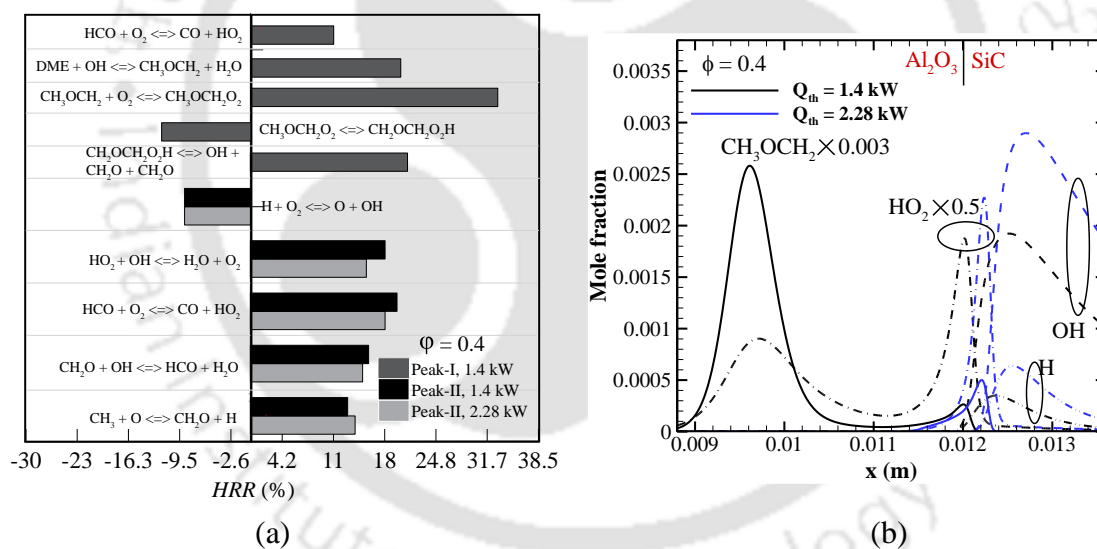 HCO + O₂ <=> CO + HO₂
DME + OH <=> CH₃OCH₂ + H₂O
CH₃OCH₂ + O₂ <=> CH₃OCH₂O₂
CH₃OCH₂O₂ <=> CH₂OCH₂O₂H
CH₂OCH₂O₂H <=> OH +
CH₂O + CH₂O
H + O₂ <=> O + OH
HO₂ + OH <=> H₂O + O₂
HCO + O₂ <=> CO + HO₂
CH₂O + OH <=> HCO + H₂O
CH₃ + O <=> CH₂O + H
φ = 0.4
Peak-I, 1.4 kW
Peak-II, 1.4 kW
Peak-II, 2.28 kW
-30 -23 -16.3 -9.5 -2.6 4.2 11 18 24.8 31.7 38.5
HRR (%)
(a)
0.0035
0.003
0.0025
0.002
0.0015
0.001
0.0005
0
Mole fraction
ϕ = 0.4
Al₂O₃ SiC
Q_th = 1.4 kW
Q_th = 2.28 kW
CH₃OCH₂×0.003
HO₂×0.5
OH
H
0.009 0.01 0.011 0.012 0.013
x (m)
(b)
Indian Institute